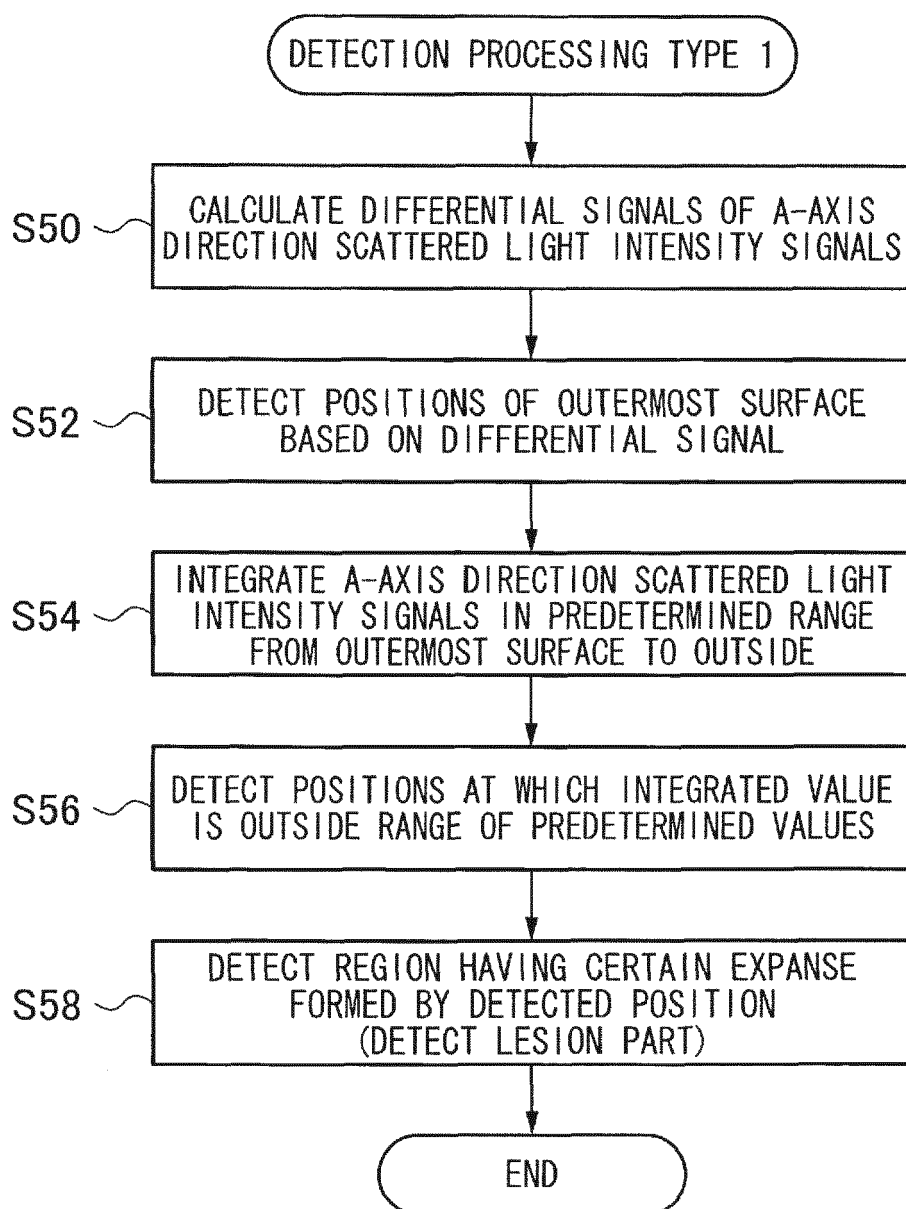 DETECTION PROCESSING TYPE 1
S50
CALCULATE DIFFERENTIAL SIGNALS OF A-AXIS
DIRECTION SCATTERED LIGHT INTENSITY SIGNALS
S52
DETECT POSITIONS OF OUTERMOST SURFACE
BASED ON DIFFERENTIAL SIGNAL
S54
INTEGRATE A-AXIS DIRECTION SCATTERED LIGHT
INTENSITY SIGNALS IN PREDETERMINED RANGE
FROM OUTERMOST SURFACE TO OUTSIDE
S56
DETECT POSITIONS AT WHICH INTEGRATED VALUE
IS OUTSIDE RANGE OF PREDETERMINED VALUES
S58
DETECT REGION HAVING CERTAIN EXPANSE
FORMED BY DETECTED POSITION
(DETECT LESION PART)
END